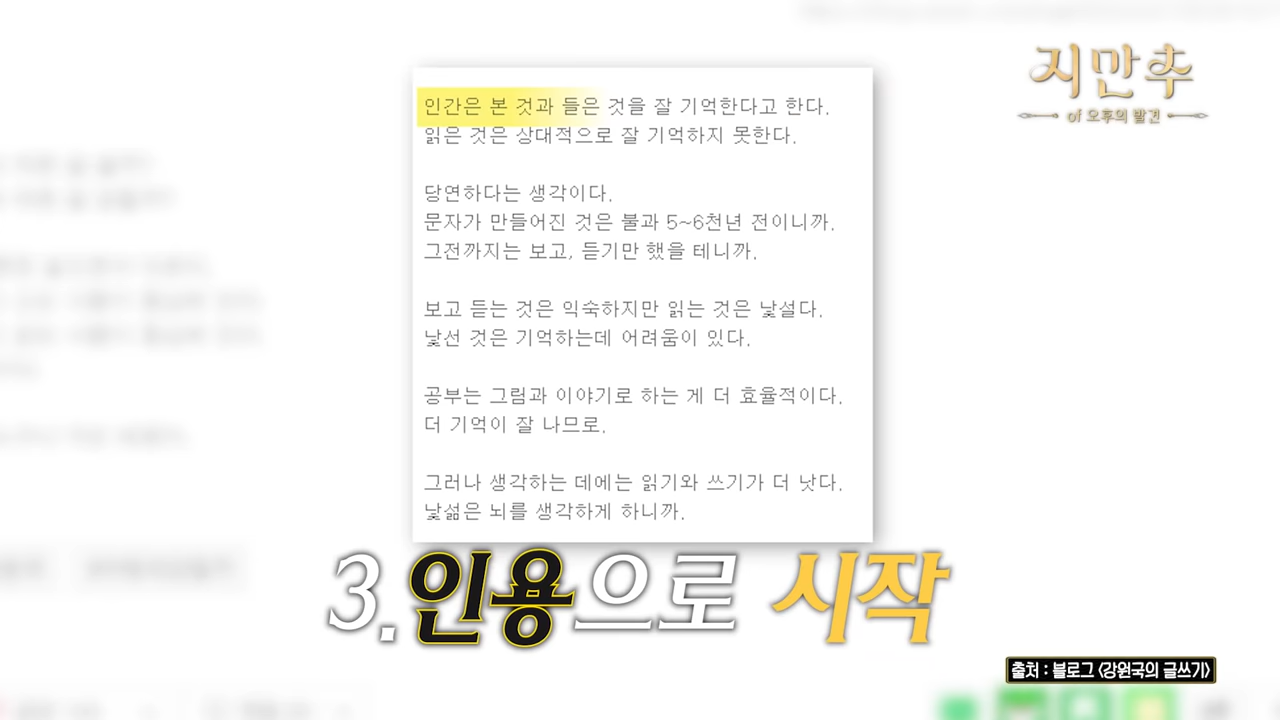 지만추
of 오후의 발견
인간은 본 것과 들은 것을 잘 기억한다고 한다.
읽은 것은 상대적으로 잘 기억하지 못한다.
당연하다는 생각이다.
문자가 만들어진 것은 불과 5~6천년 전이니까.
그전까지는 보고, 듣기만 했을 테니까.
보고 듣는 것은 익숙하지만 읽는 것은 낯설다.
낯선 것은 기억하는데 어려움이 있다.
공부는 그림과 이야기로 하는 게 더 효율적이다.
더 기억이 잘 나므로.
그러나 생각하는 데에는 읽기와 쓰기가 더 낫다.
낯섦은 뇌를 생각하게 하니까.
3.인용으로 시작
출처 : 블로그 <강원국의 글쓰기>